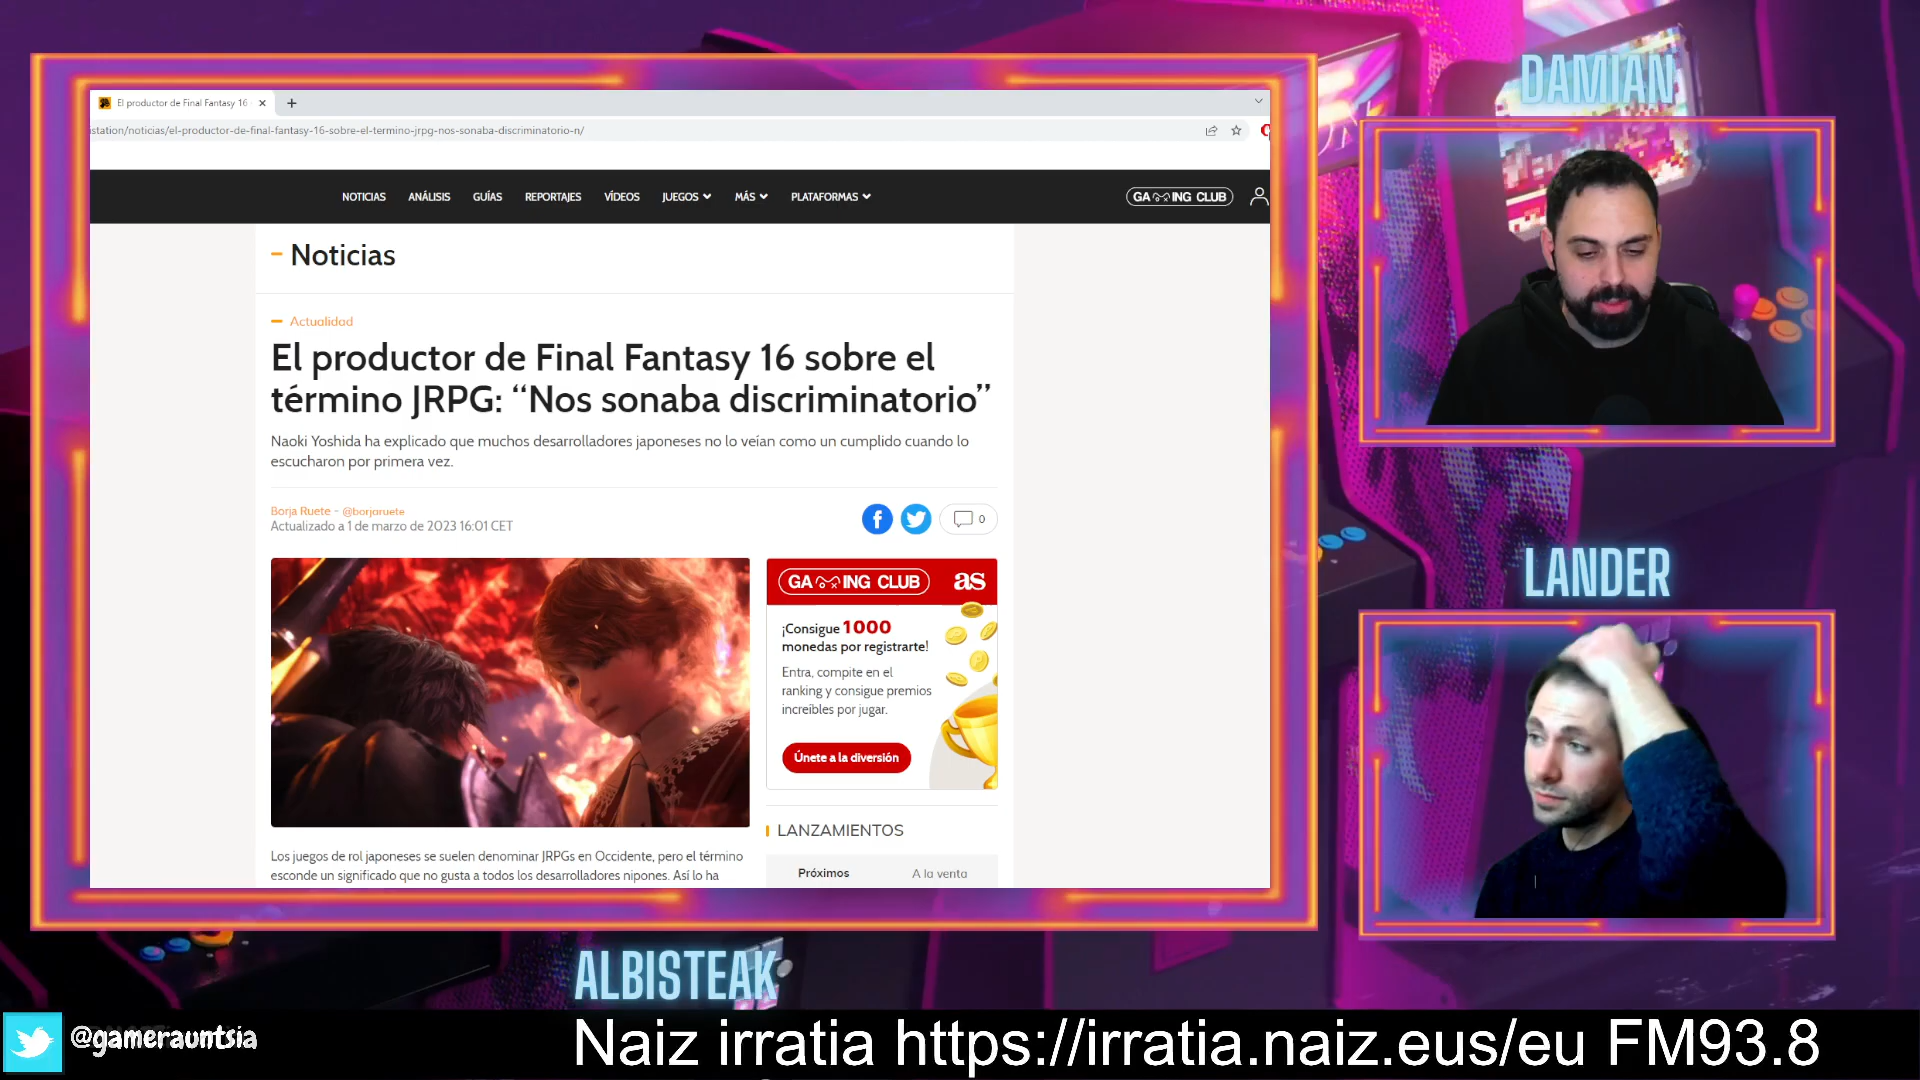 DAMIAN
El productor de Final Fantasy 16
station/noticias/el-productor-de-final-fantasy-16-sobre-el-termino-jrpg-nos-sonaba-discriminatorio-n/
NOTICIAS ANÁLISIS GUÍAS REPORTAJES VÍDEOS JUEGOS MÁS PLATAFORMAS GAMING CLUB
Noticias
Actualidad
El productor de Final Fantasy 16 sobre el
término JRPG: “Nos sonaba discriminatorio”
Naoki Yoshida ha explicado que muchos desarrolladores japoneses no lo veían como un cumplido cuando lo
escucharon por primera vez.
Borja Ruete - @borjaruete
Actualizado a 1 de marzo de 2023 16:01 CET
0
GAMING CLUB as
¡Consigue 1000
monedas por registrarte!
Entra, compite en el
ranking y consigue premios
increíbles por jugar.
Únete a la diversión
LANZAMIENTOS
Próximos A la venta
Los juegos de rol japoneses se suelen denominar JRPGs en Occidente, pero el término
esconde un significado que no gusta a todos los desarrolladores nipones. Así lo ha
LANDER
ALBISTEAK
@gamerauntsia
Naiz irratia https://irratia.naiz.eus/eu FM93.8